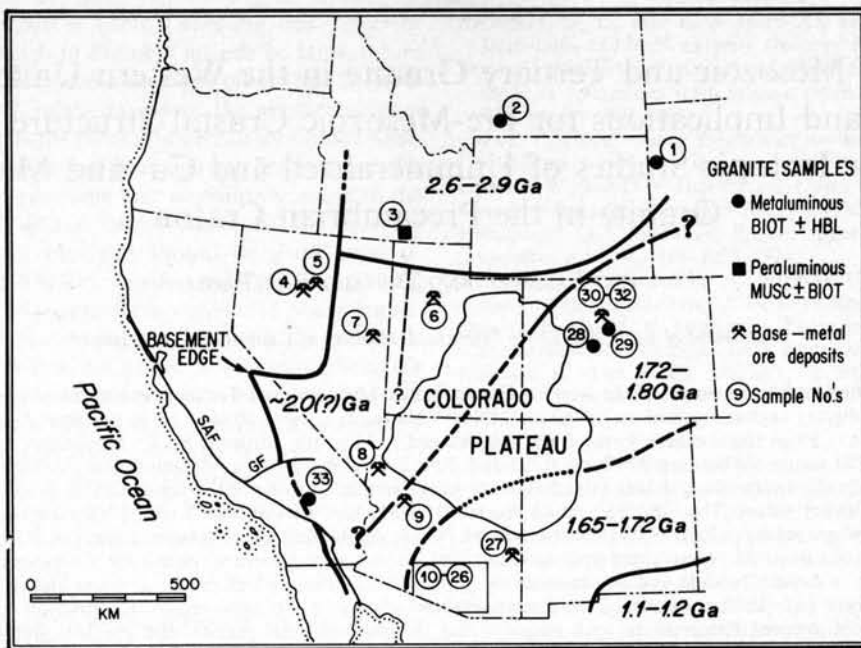 2
1
GRANITE SAMPLES
2.6–2.9 Ga
Metaluminous
BIOT ± HBL
3
?
Peraluminous
MUSC ± BIOT
5
4
30–32
6
Base-metal
ore deposits
7
28
29
BASEMENT
EDGE
1.72–
1.80 Ga
9 Sample No.'s
2.0(?) Ga
COLORADO
PLATEAU
Pacific Ocean
SAF
GF
8
33
9
?
1.65–1.72 Ga
27
10–26
0 500
KM
1.1–1.2 Ga